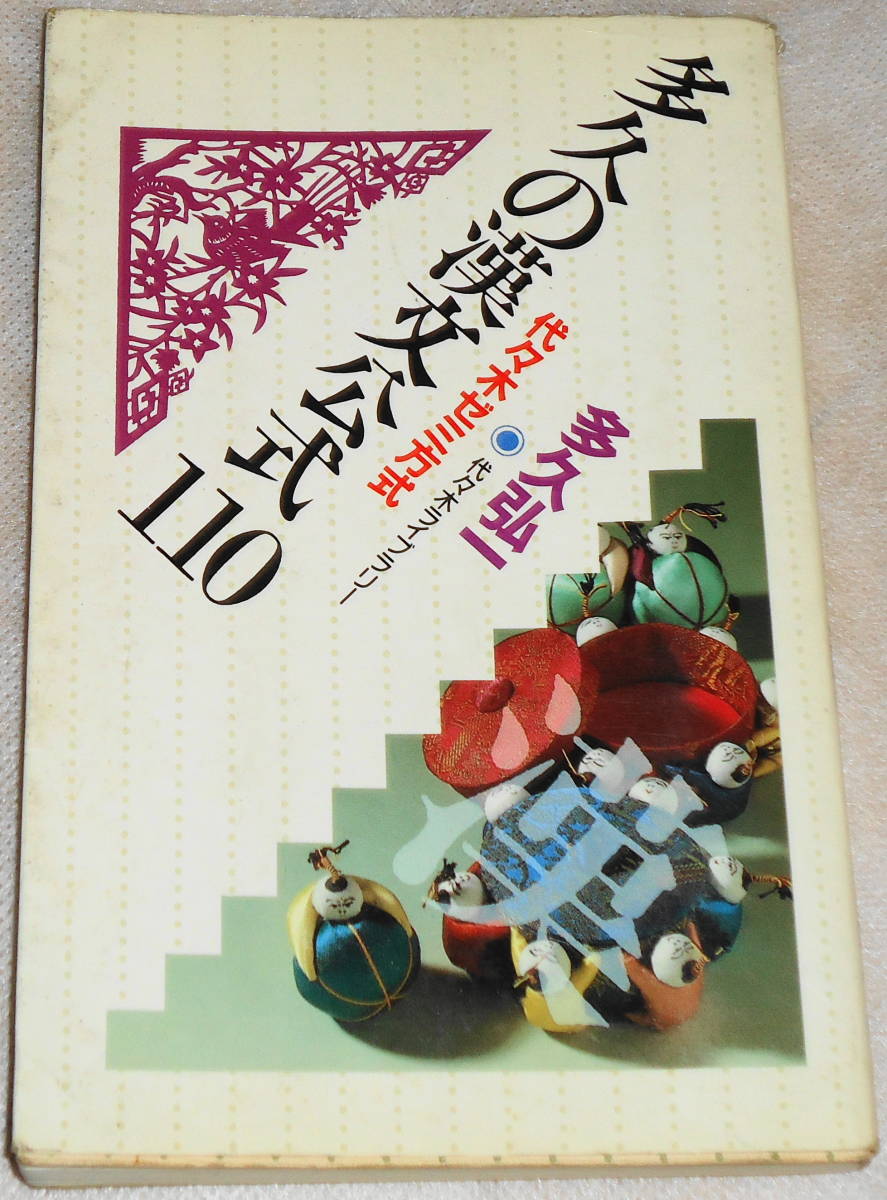 多久の漢文公式110
代々木ゼミ方式
多久弘一
代々木ライブラリー
漢